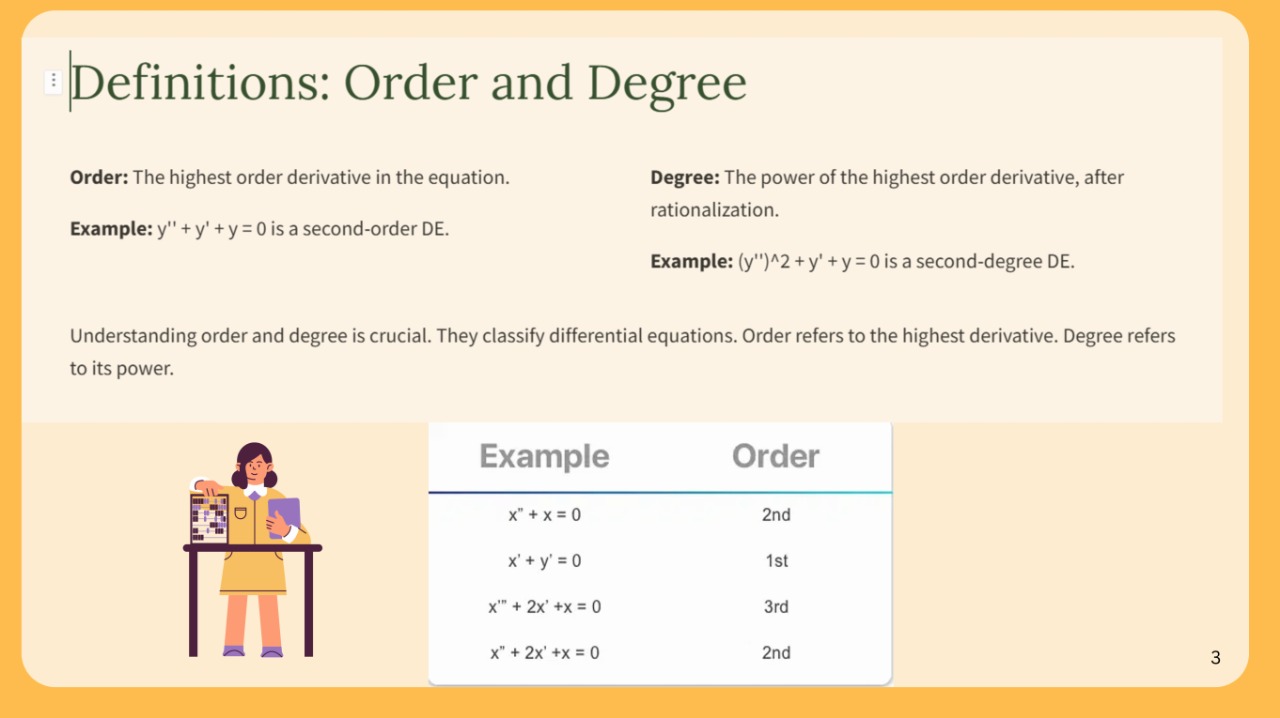 Definitions: Order and Degree
Order: The highest order derivative in the equation.
Example: y'' + y' + y = 0 is a second-order DE.
Degree: The power of the highest order derivative, after
rationalization.
Example: (y'')^2 + y' + y = 0 is a second-degree DE.
Understanding order and degree is crucial. They classify differential equations. Order refers to the highest derivative. Degree refers
to its power.
Example Order
x” + x = 0 2nd
x’ + y’ = 0 1st
x’” + 2x’ +x = 0 3rd
x” + 2x’ +x = 0 2nd
3